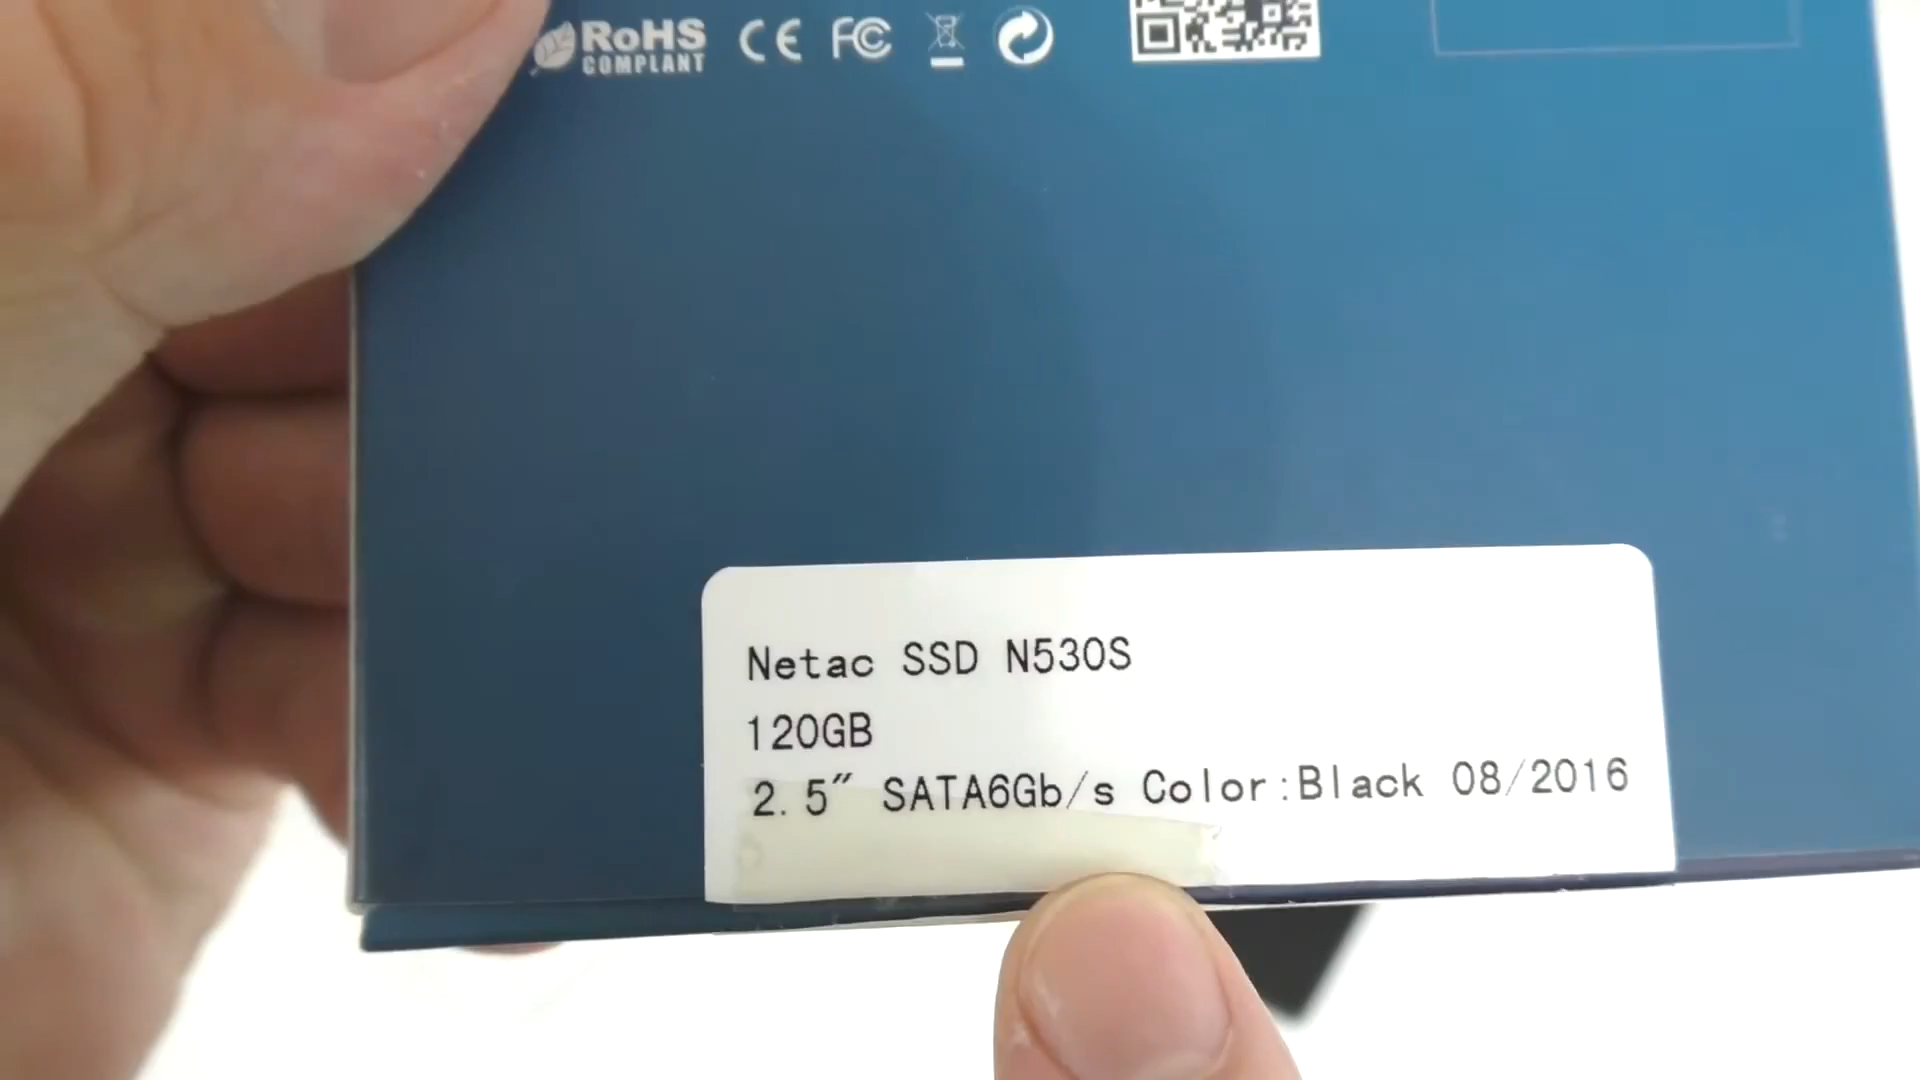 RoHS
COMPLANT
CE FC
Netac SSD N530S
120GB
2.5" SATA6Gb/s Color:Black 08/2016